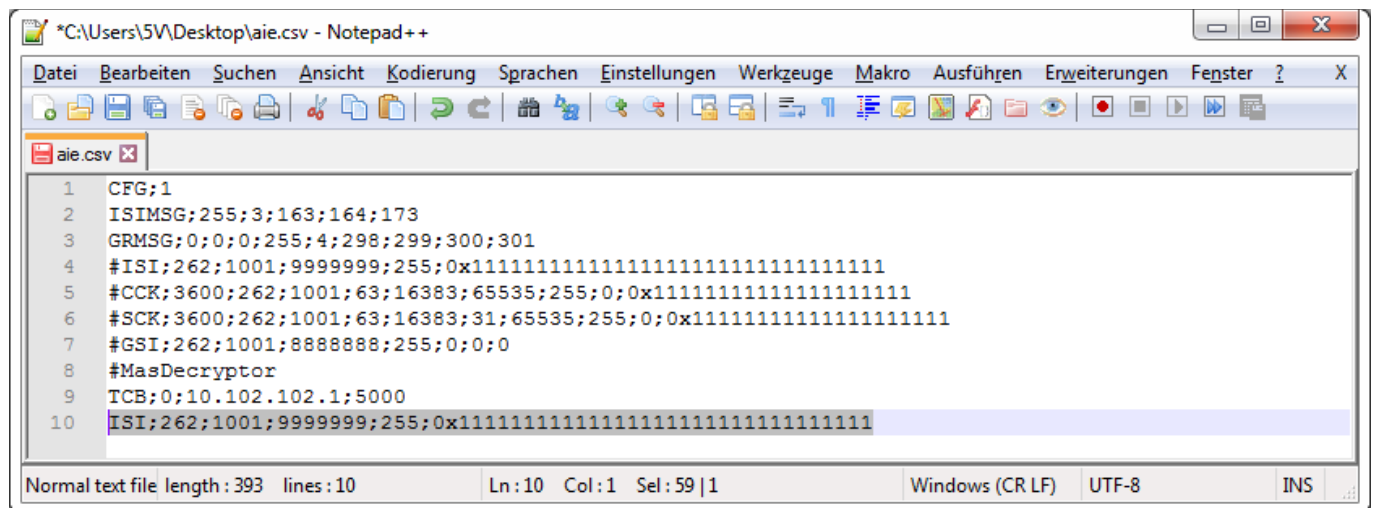 *C:\Users\5V\Desktop\aie.csv - Notepad++
X
Datei Bearbeiten Suchen Ansicht Kodierung Sprachen Einstellungen Werkzeuge Makro Ausführen Erweiterungen Fenster ? X
aie.csv
1 CFG;1
2 ISIMSG;255;3;163;164;173
3 GRMSG;0;0;0;255;4;298;299;300;301
4 #ISI;262;1001;9999999;255;0x11111111111111111111111111111111
5 #CCK;3600;262;1001;63;16383;65535;255;0;0x11111111111111111111
6 #SCK;3600;262;1001;63;16383;31;65535;255;0;0x11111111111111111111
7 #GSI;262;1001;8888888;255;0;0;0
8 #MasDecryptor
9 TCB;0;10.102.102.1;5000
10 ISI;262;1001;9999999;255;0x11111111111111111111111111111111
Normal text file length : 393 lines : 10 Ln : 10 Col : 1 Sel : 59 | 1 Windows (CR LF) UTF-8 INS